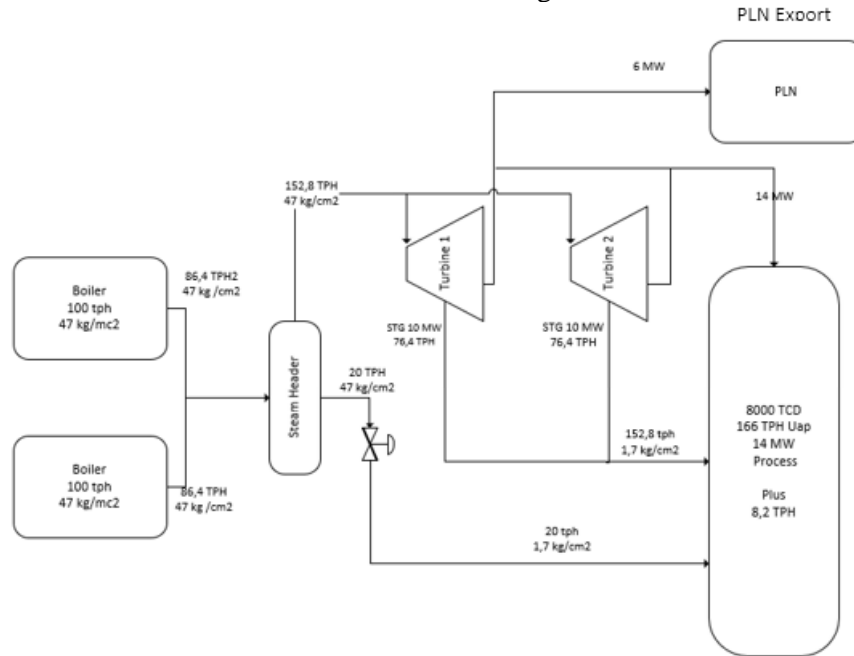 PLN Export
6 MW
PLN
152,8 TPH
47 kg/cm2
14 MW
Turbine 1
Turbine 2
Boiler
100 tph
47 kg/mc2
86,4 TPH2
47 kg /cm2
STG 10 MW
76,4 TPH
STG 10 MW
76,4 TPH
Steam Header
20 TPH
47 kg/cm2
8000 TCD
166 TPH Uap
14 MW
Process
Plus
8,2 TPH
152,8 tph
1,7 kg/cm2
Boiler
100 tph
47 kg/mc2
86,4 TPH
47 kg /cm2
20 tph
1,7 kg/cm2